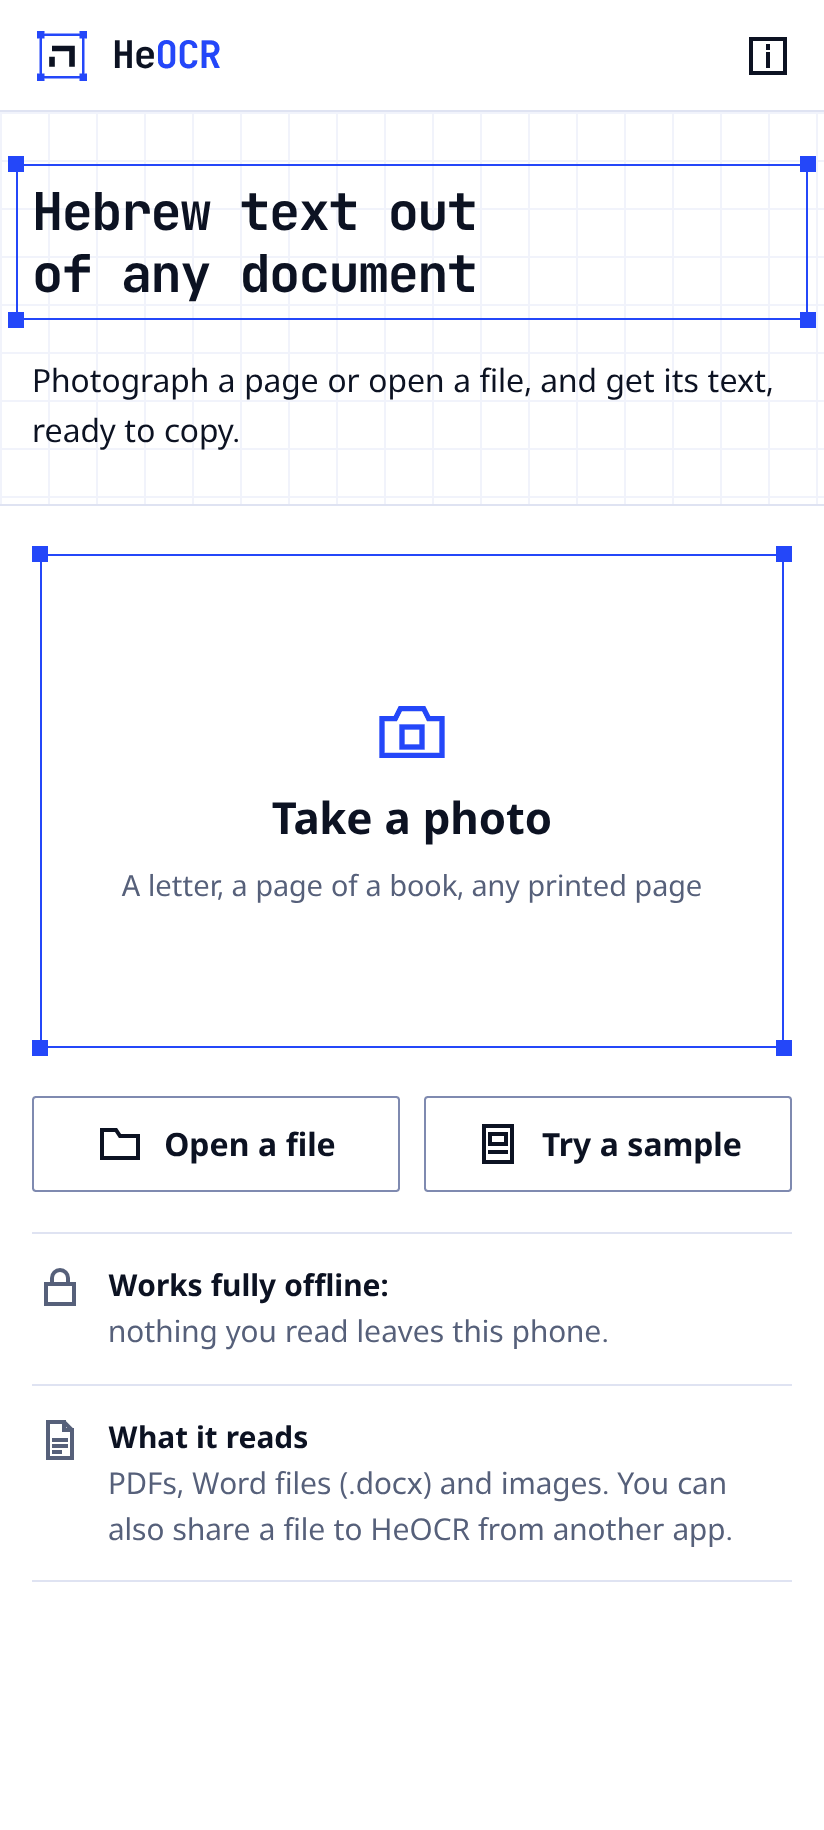 HeOCR
Hebrew text out
of any document
Photograph a page or open a file, and get its text,
ready to copy.
Take a photo
A letter, a page of a book, any printed page
Open a file
Try a sample
Works fully offline:
nothing you read leaves this phone.
What it reads
PDFs, Word files (.docx) and images. You can
also share a file to HeOCR from another app.